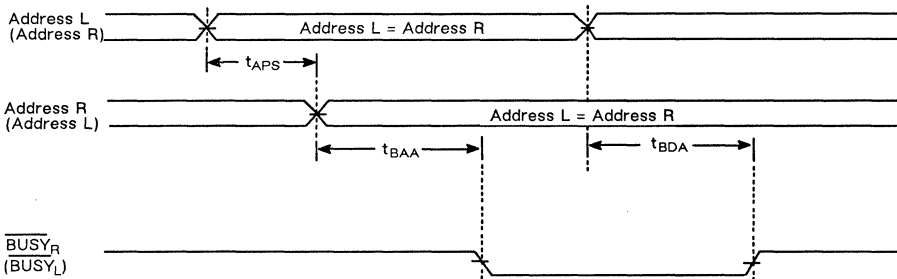 Address L
(Address R)
Address L = Address R
tAPS
Address R
(Address L)
Address L = Address R
tBAA
tBDA
BUSYR
(BUSYL)